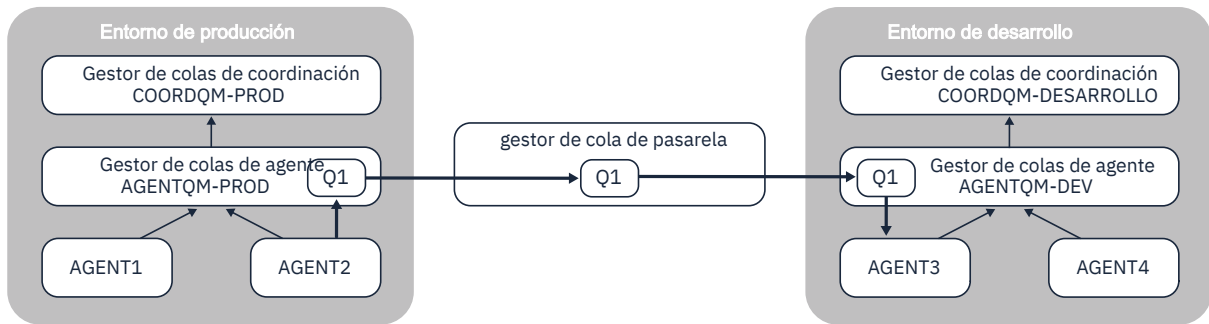 Entorno de producción
Gestor de colas de coordinación
COORDQM-PROD
Gestor de colas de agente
AGENTQM-PROD
Q1
AGENT1
AGENT2
gestor de cola de pasarela
Q1
Entorno de desarrollo
Gestor de colas de coordinación
COORDQM-DESARROLLO
Q1
Gestor de colas de agente
AGENTQM-DEV
AGENT3
AGENT4